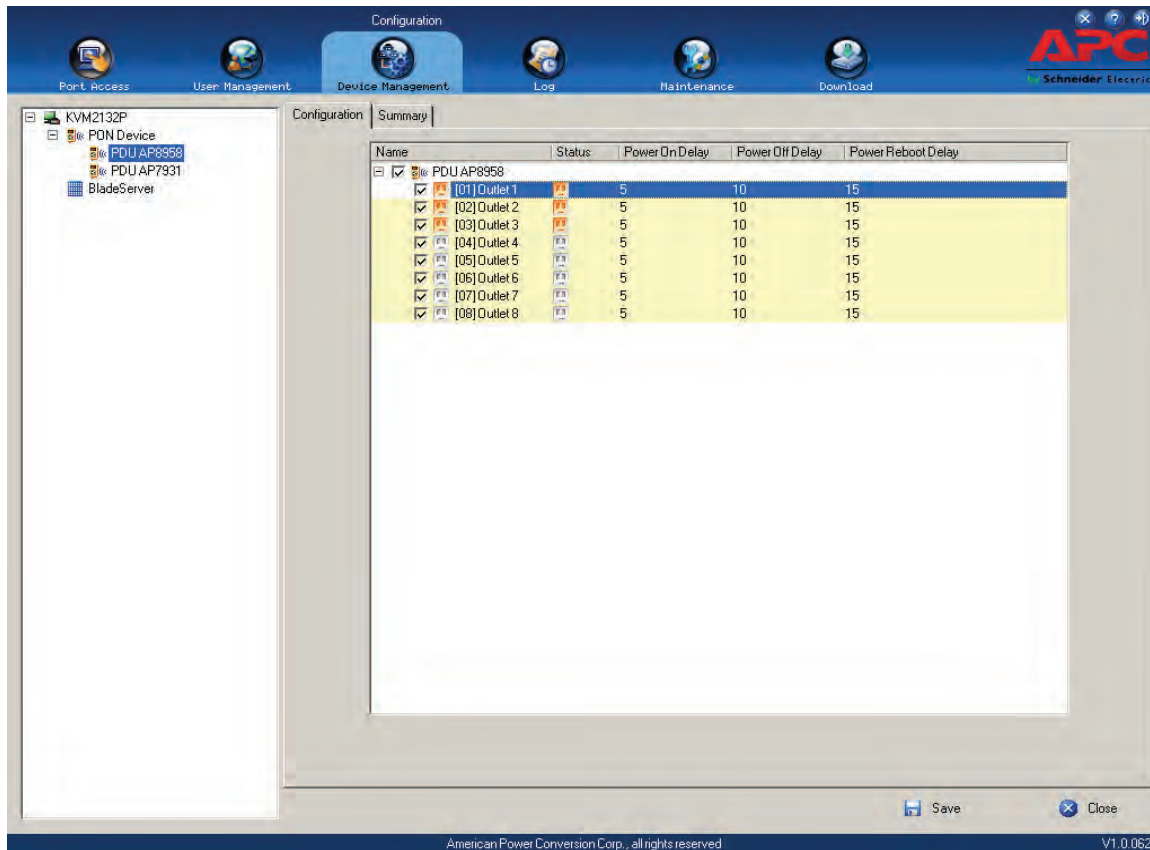 Configuration
Port Access User Management Device Management Log Maintenance Download
APC
by Schneider Electric
KVM2132P
PON Device
PDU AP8958
PDU AP7931
BladeServer
Configuration Summary
Name Status Power On Delay Power Off Delay Power Reboot Delay
PDU AP8958
[01] Outlet 1 5 10 15
[02] Outlet 2 5 10 15
[03] Outlet 3 5 10 15
[04] Outlet 4 5 10 15
[05] Outlet 5 5 10 15
[06] Outlet 6 5 10 15
[07] Outlet 7 5 10 15
[08] Outlet 8 5 10 15
Save Close
American Power Conversion Corp., all rights reserved V1.0.062